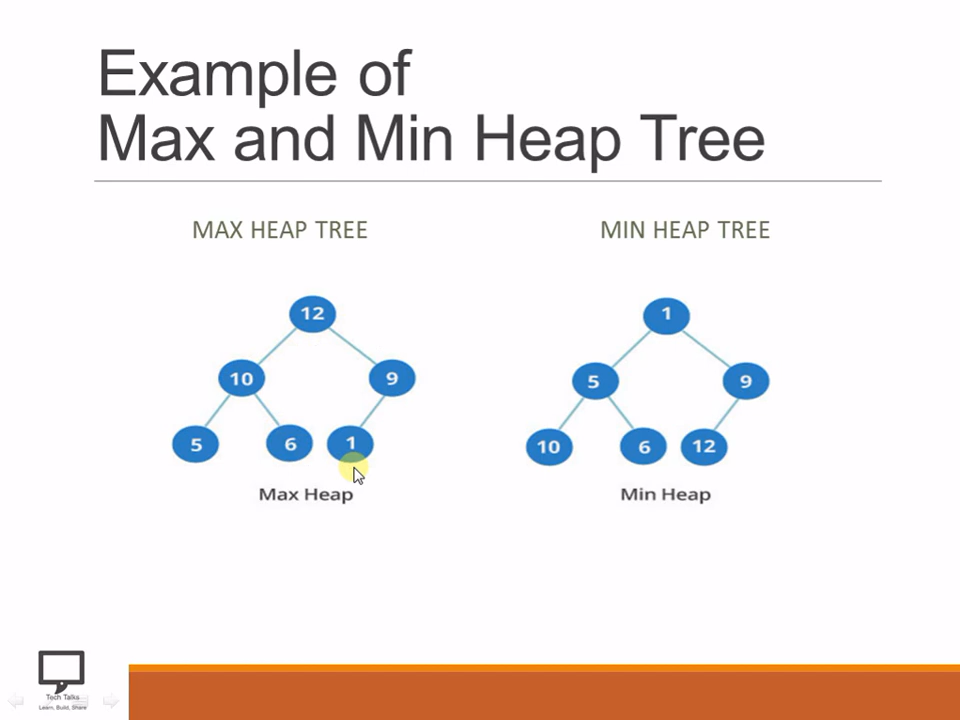 Example of
Max and Min Heap Tree
MAX HEAP TREE
MIN HEAP TREE
12
10
9
5
6
1
Max Heap
1
5
9
10
6
12
Min Heap
Tech Talks
Learn, Build, Share